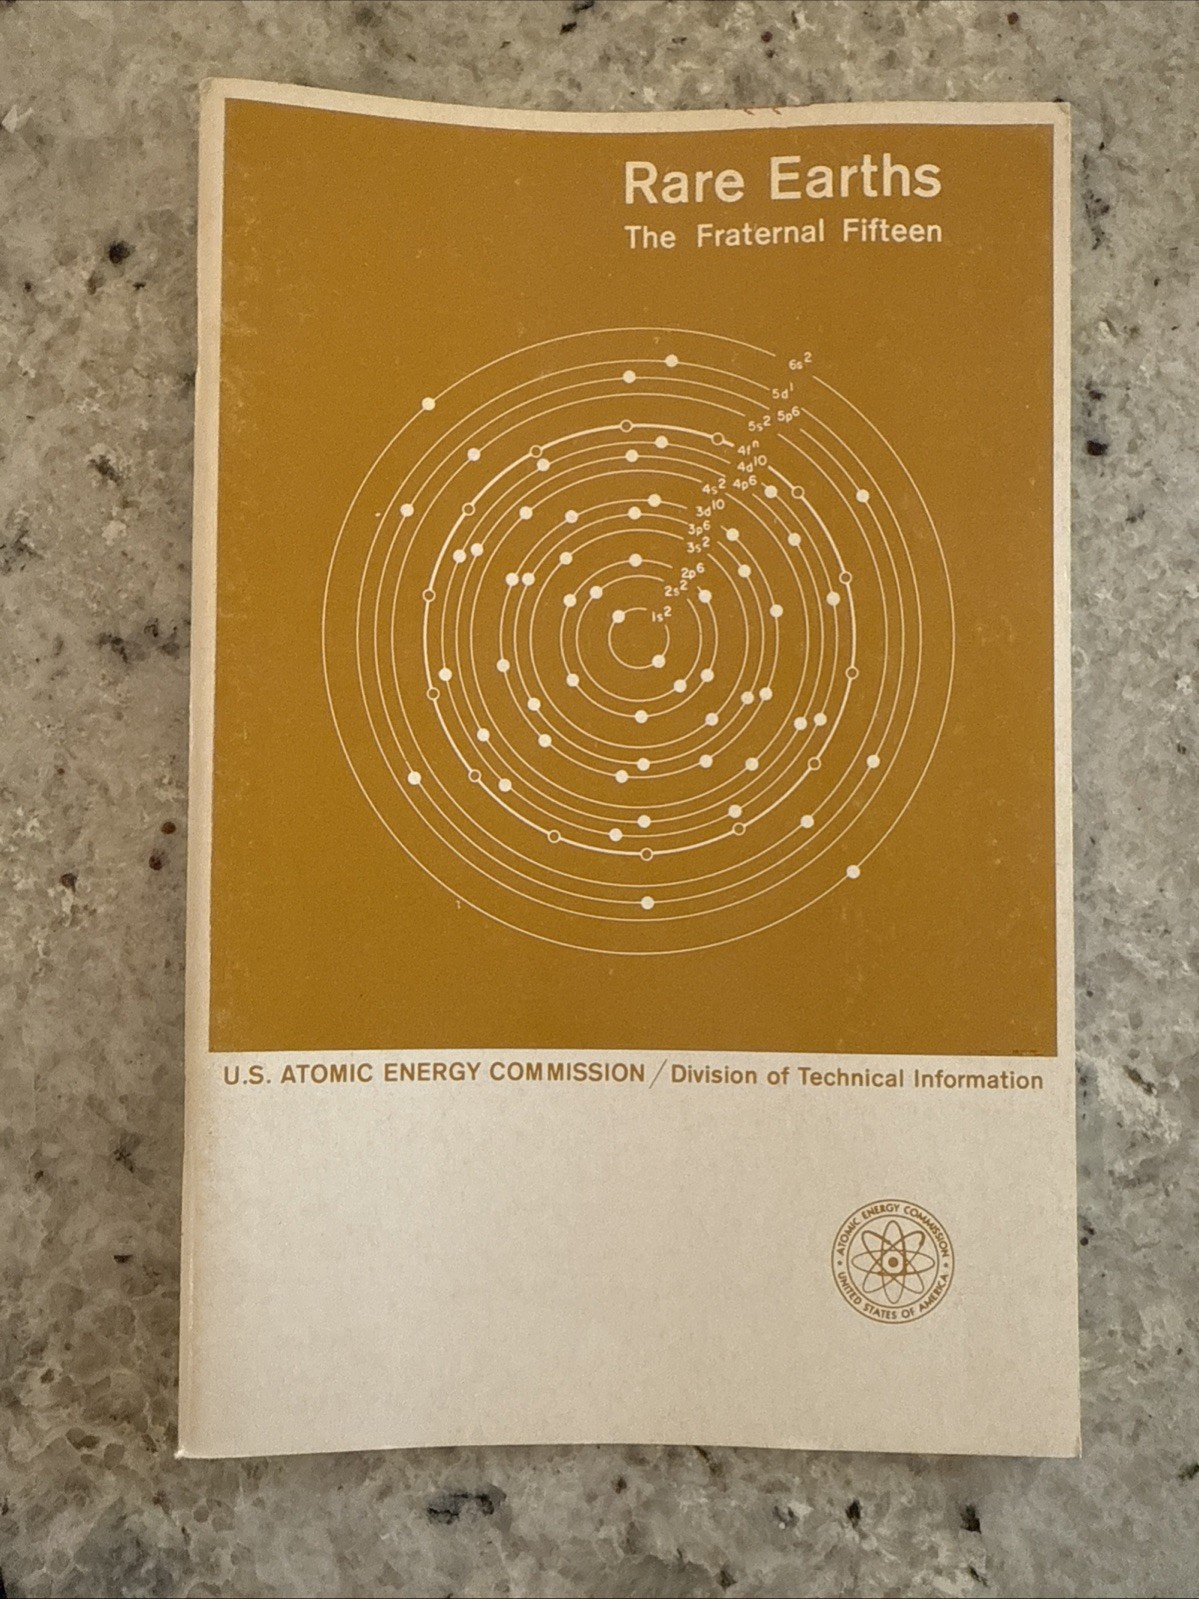 Rare Earths
The Fraternal Fifteen
6s²
5d¹
5s² 5p⁶
4fⁿ
4d¹⁰
4s² 4p⁶
3d¹⁰
3p⁶
3s²
2p⁶
2s²
1s²
U.S. ATOMIC ENERGY COMMISSION / Division of Technical Information
ATOMIC ENERGY COMMISSION
UNITED STATES OF AMERICA